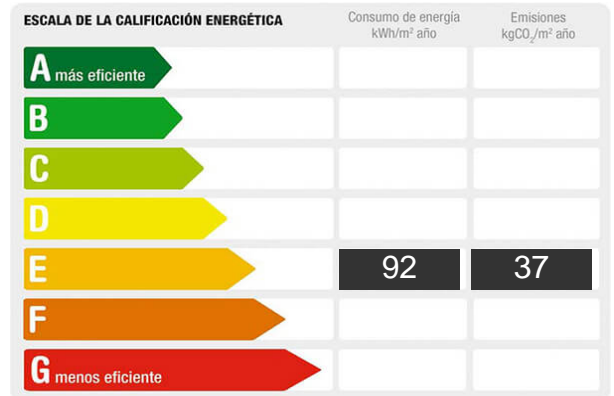 ESCALA DE LA CALIFICACIÓN ENERGÉTICA
Consumo de energía
kWh/m² año
Emisiones
kgCO₂/m² año
A más eficiente
B
C
D
E 92 37
F
G menos eficiente